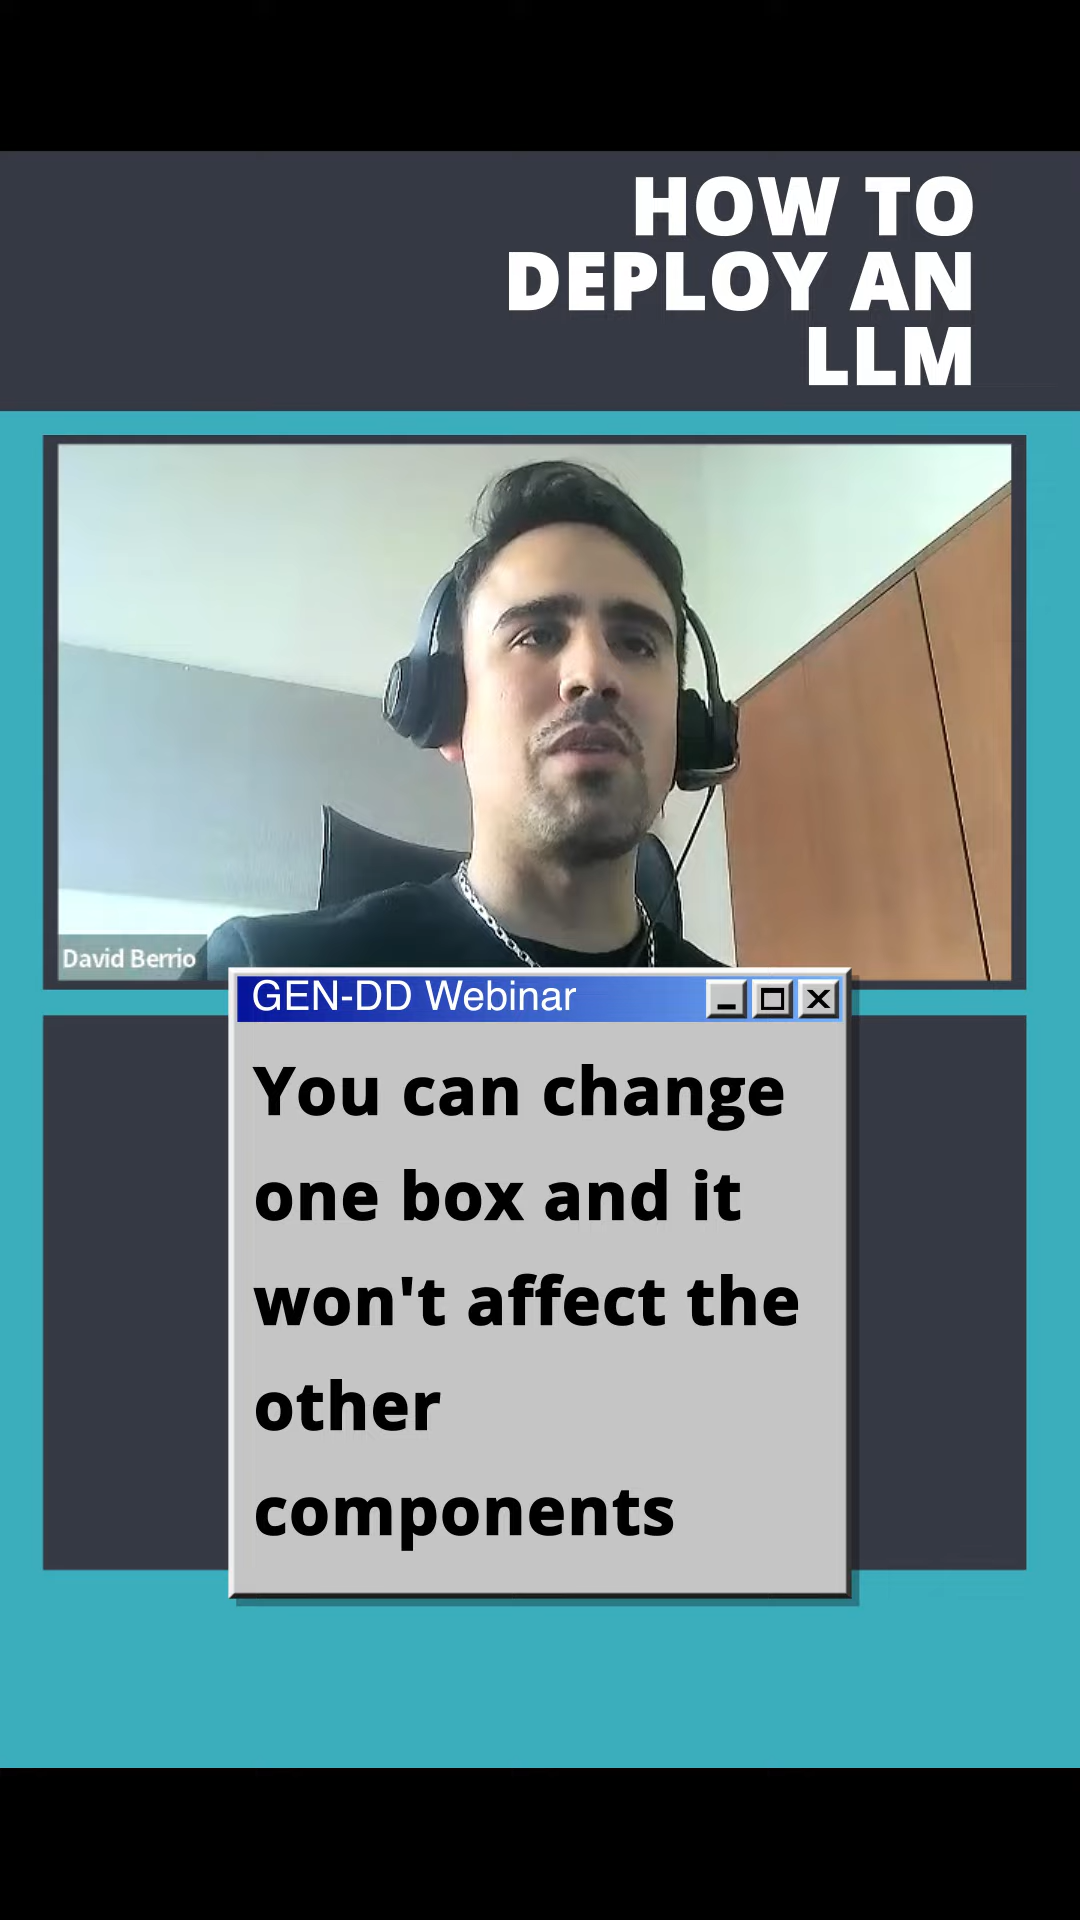 HOW TO
DEPLOY AN
LLM
David Berrio
GEN-DD Webinar
You can change
one box and it
won't affect the
other
components